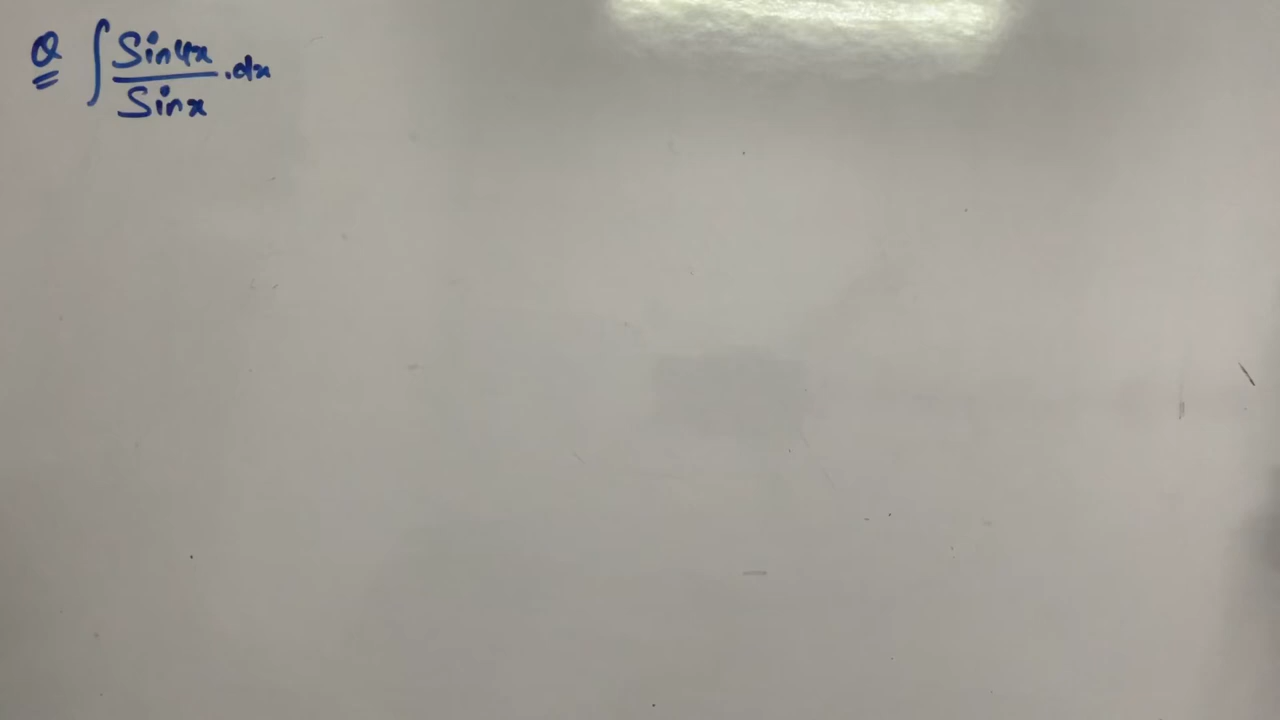 Q ∫ Sin4x/Sinx .dx